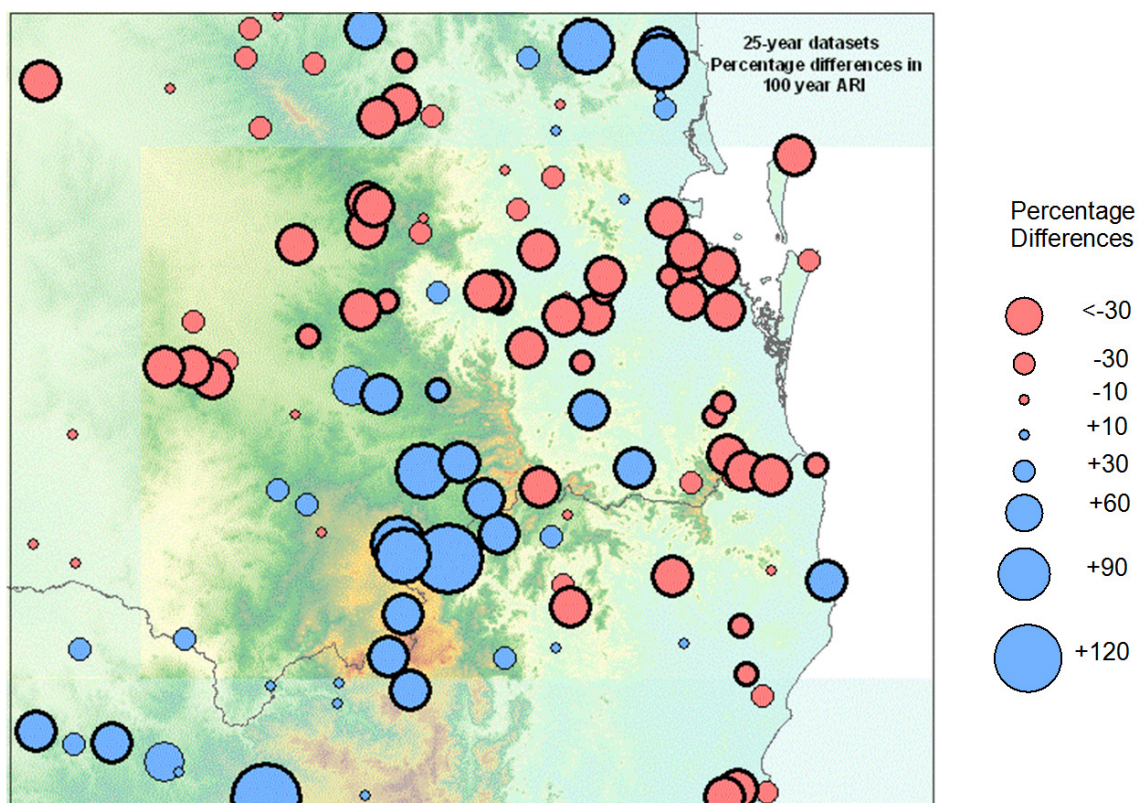 25-year datasets
Percentage differences in
100 year ARI
Percentage
Differences
<-30
-30
-10
+10
+30
+60
+90
+120